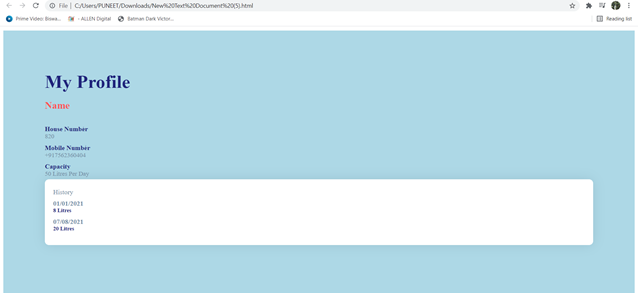 File | C:/Users/PUNEET/Downloads/New%20Text%20Document%20(5).html
Prime Video: Biswa... - ALLEN Digital Batman Dark Victor... Reading list
My Profile
Name
House Number
820
Mobile Number
Capacity
50 Litres Per Day
History
01/01/2021
8 Litres
07/08/2021
20 Litres